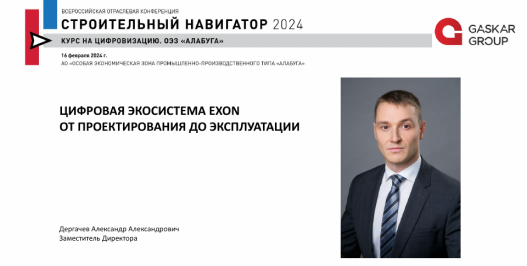 ВСЕРОССИЙСКАЯ ОТРАСЛЕВАЯ КОНФЕРЕНЦИЯ
СТРОИТЕЛЬНЫЙ НАВИГАТОР 2024
КУРС НА ЦИФРОВИЗАЦИЮ. ОЭЗ «АЛАБУГА»
16 февраля 2024 г.
АО «ОСОБАЯ ЭКОНОМИЧЕСКАЯ ЗОНА ПРОМЫШЛЕННО-ПРОИЗВОДСТВЕННОГО ТИПА «АЛАБУГА»
GASKAR
GROUP
ЦИФРОВАЯ ЭКОСИСТЕМА EXON
ОТ ПРОЕКТИРОВАНИЯ ДО ЭКСПЛУАТАЦИИ
Дергачев Александр Александрович
Заместитель Директора